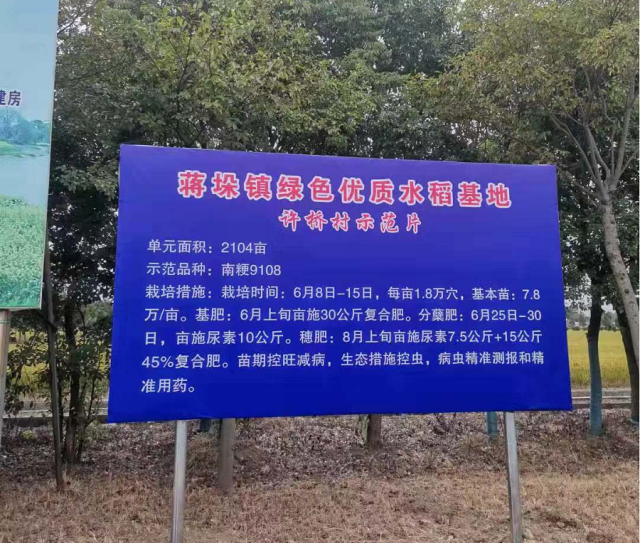 建房
蒋垛镇绿色优质水稻基地
许桥村示范片
单元面积：2104亩
示范品种：南粳9108
栽培措施：栽培时间：6月8日-15日，每亩1.8万穴，基本苗：7.8
万/亩。基肥：6月上旬亩施30公斤复合肥。分蘖肥：6月25日-30
日，亩施尿素10公斤。穗肥：8月上旬亩施尿素7.5公斤+15公斤
45%复合肥。苗期控旺减病，生态措施控虫，病虫精准测报和精
准用药。